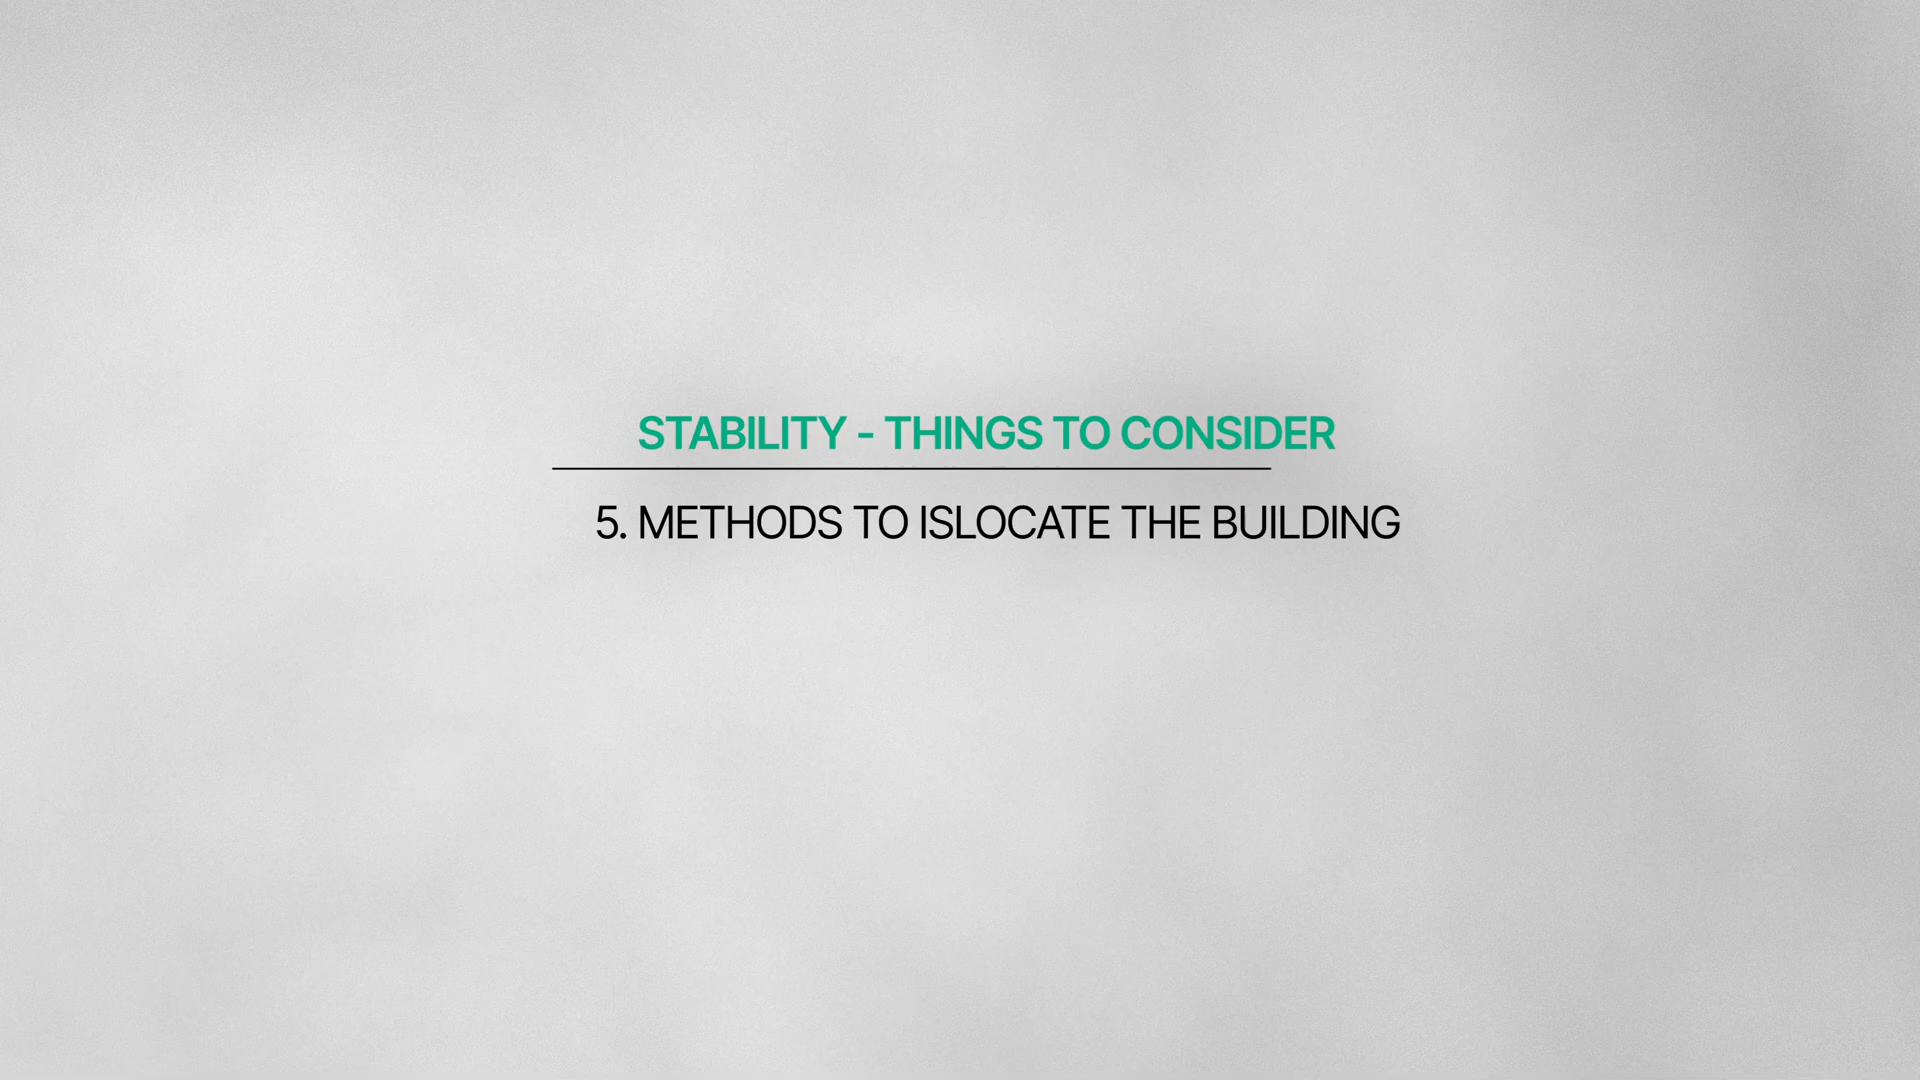 STABILITY - THINGS TO CONSIDER
5. METHODS TO ISLOCATE THE BUILDING